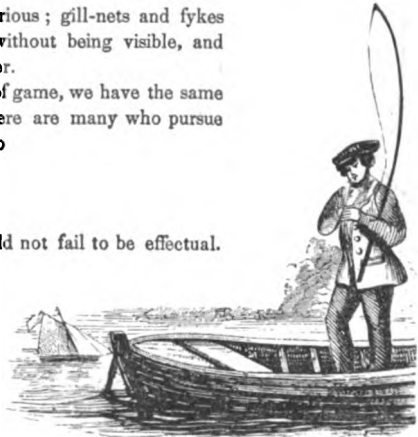 rious ; gill-nets and fykes
without being visible, and
er.
of game, we have the same
ere are many who pursue
o
ld not fail to be effectual.